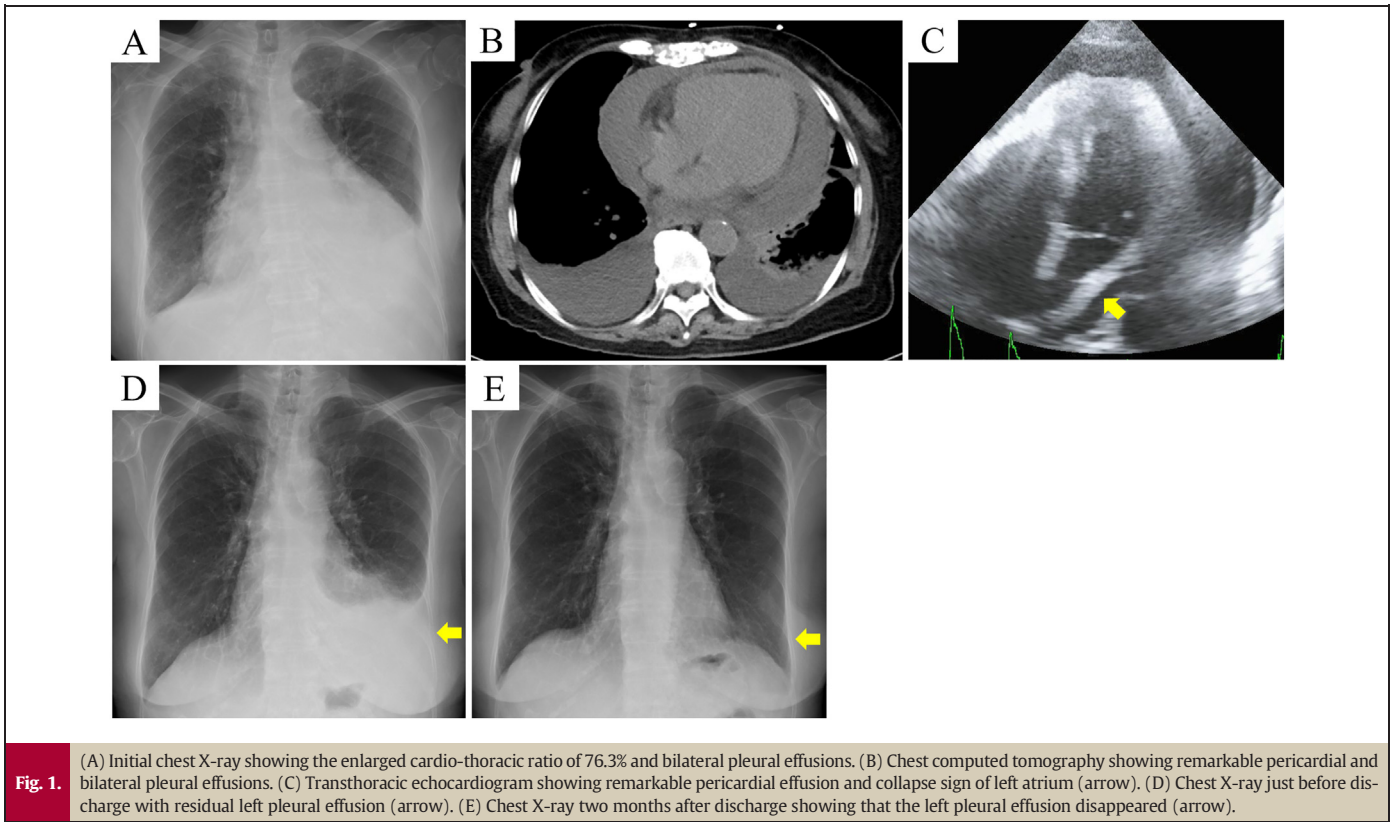 A
B
C
D
E
Fig. 1.
(A) Initial chest X-ray showing the enlarged cardio-thoracic ratio of 76.3% and bilateral pleural effusions. (B) Chest computed tomography showing remarkable pericardial and
bilateral pleural effusions. (C) Transthoracic echocardiogram showing remarkable pericardial effusion and collapse sign of left atrium (arrow). (D) Chest X-ray just before dis-
charge with residual left pleural effusion (arrow). (E) Chest X-ray two months after discharge showing that the left pleural effusion disappeared (arrow).